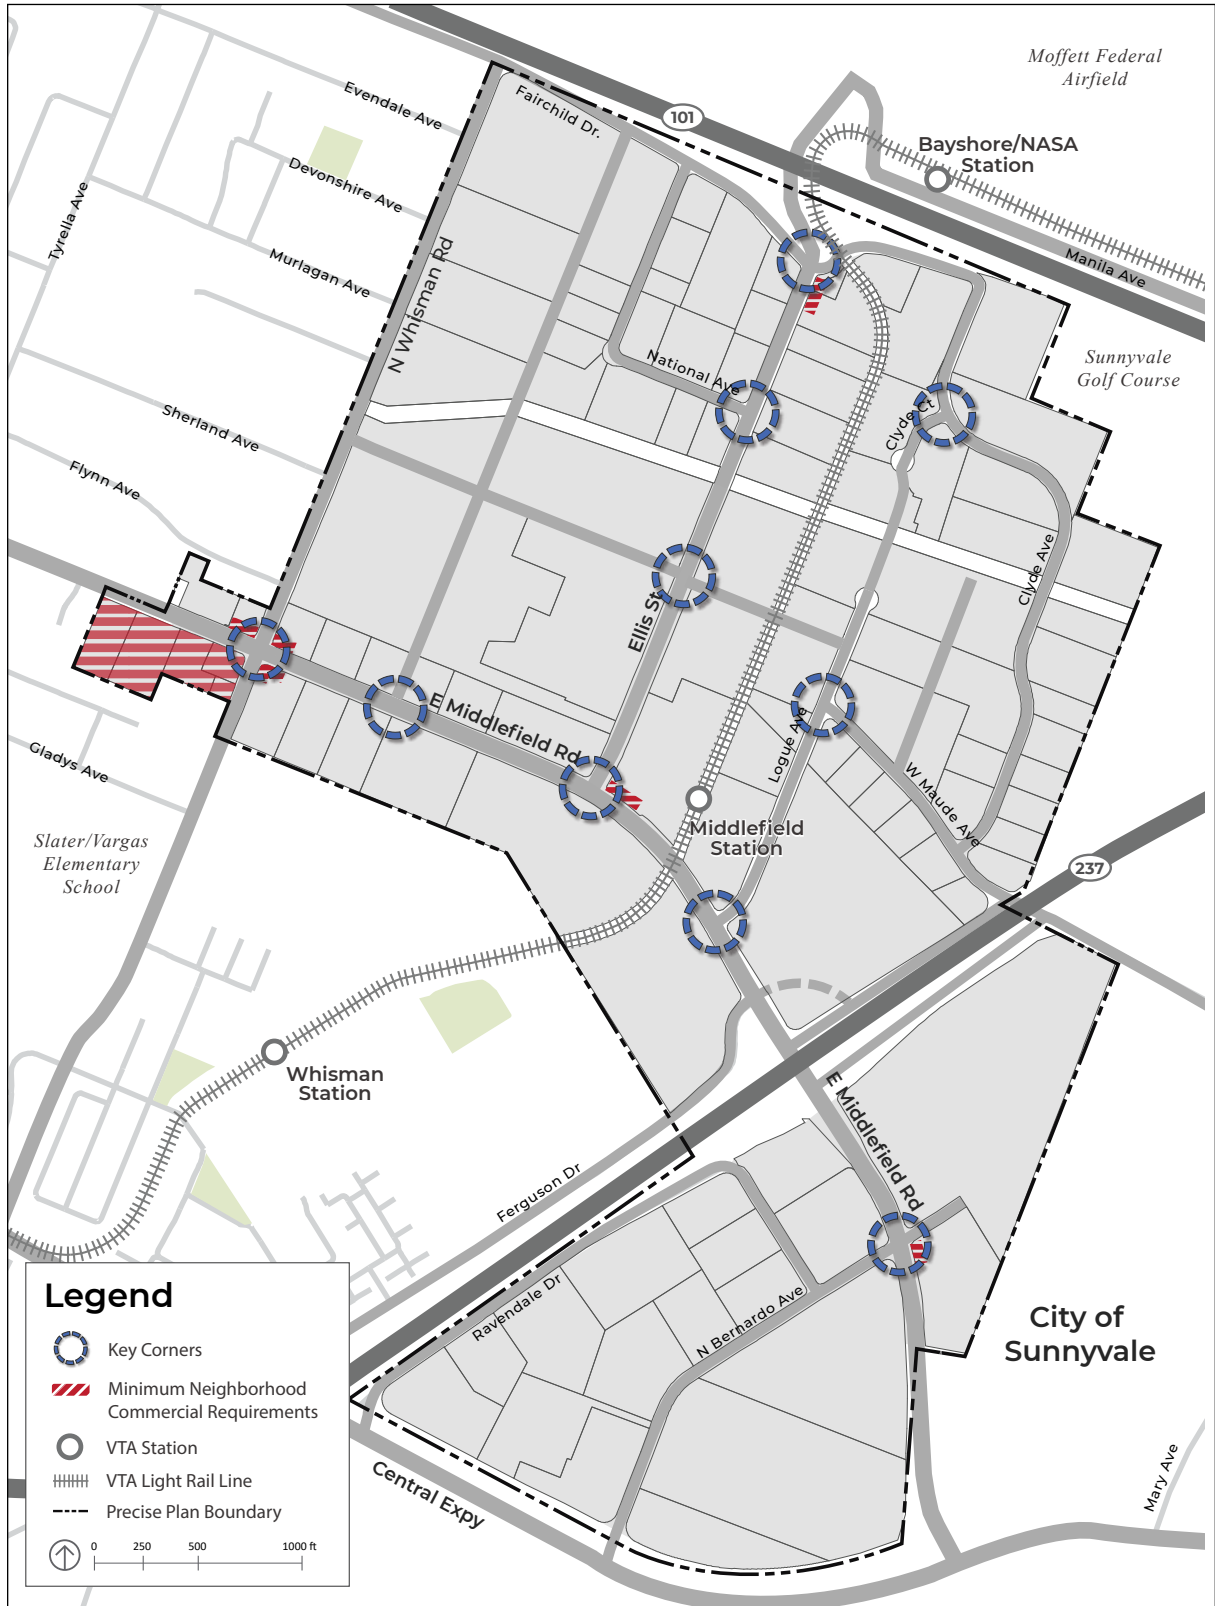 Moffett Federal
Airfield
Evendale Ave
Fairchild Dr.
101
Bayshore/NASA
Station
Devonshire Ave
Tyrella Ave
Murlagan Ave
Manila Ave
N Whisman Rd
National Ave
Sunnyvale
Golf Course
Sherland Ave
Clyde Ct
Flynn Ave
Clyde Ave
Ellis St
E Middlefield Rd
Logue Ave
Gladys Ave
W Maude Ave
Middlefield
Station
Slater/Vargas
Elementary
School
237
Whisman
Station
E Middlefield Rd
Ferguson Dr
Ravendale Dr
N Bernardo Ave
City of
Sunnyvale
Central Expy
Mary Ave
Legend
Key Corners
Minimum Neighborhood
Commercial Requirements
VTA Station
VTA Light Rail Line
Precise Plan Boundary
0 250 500 1000 ft